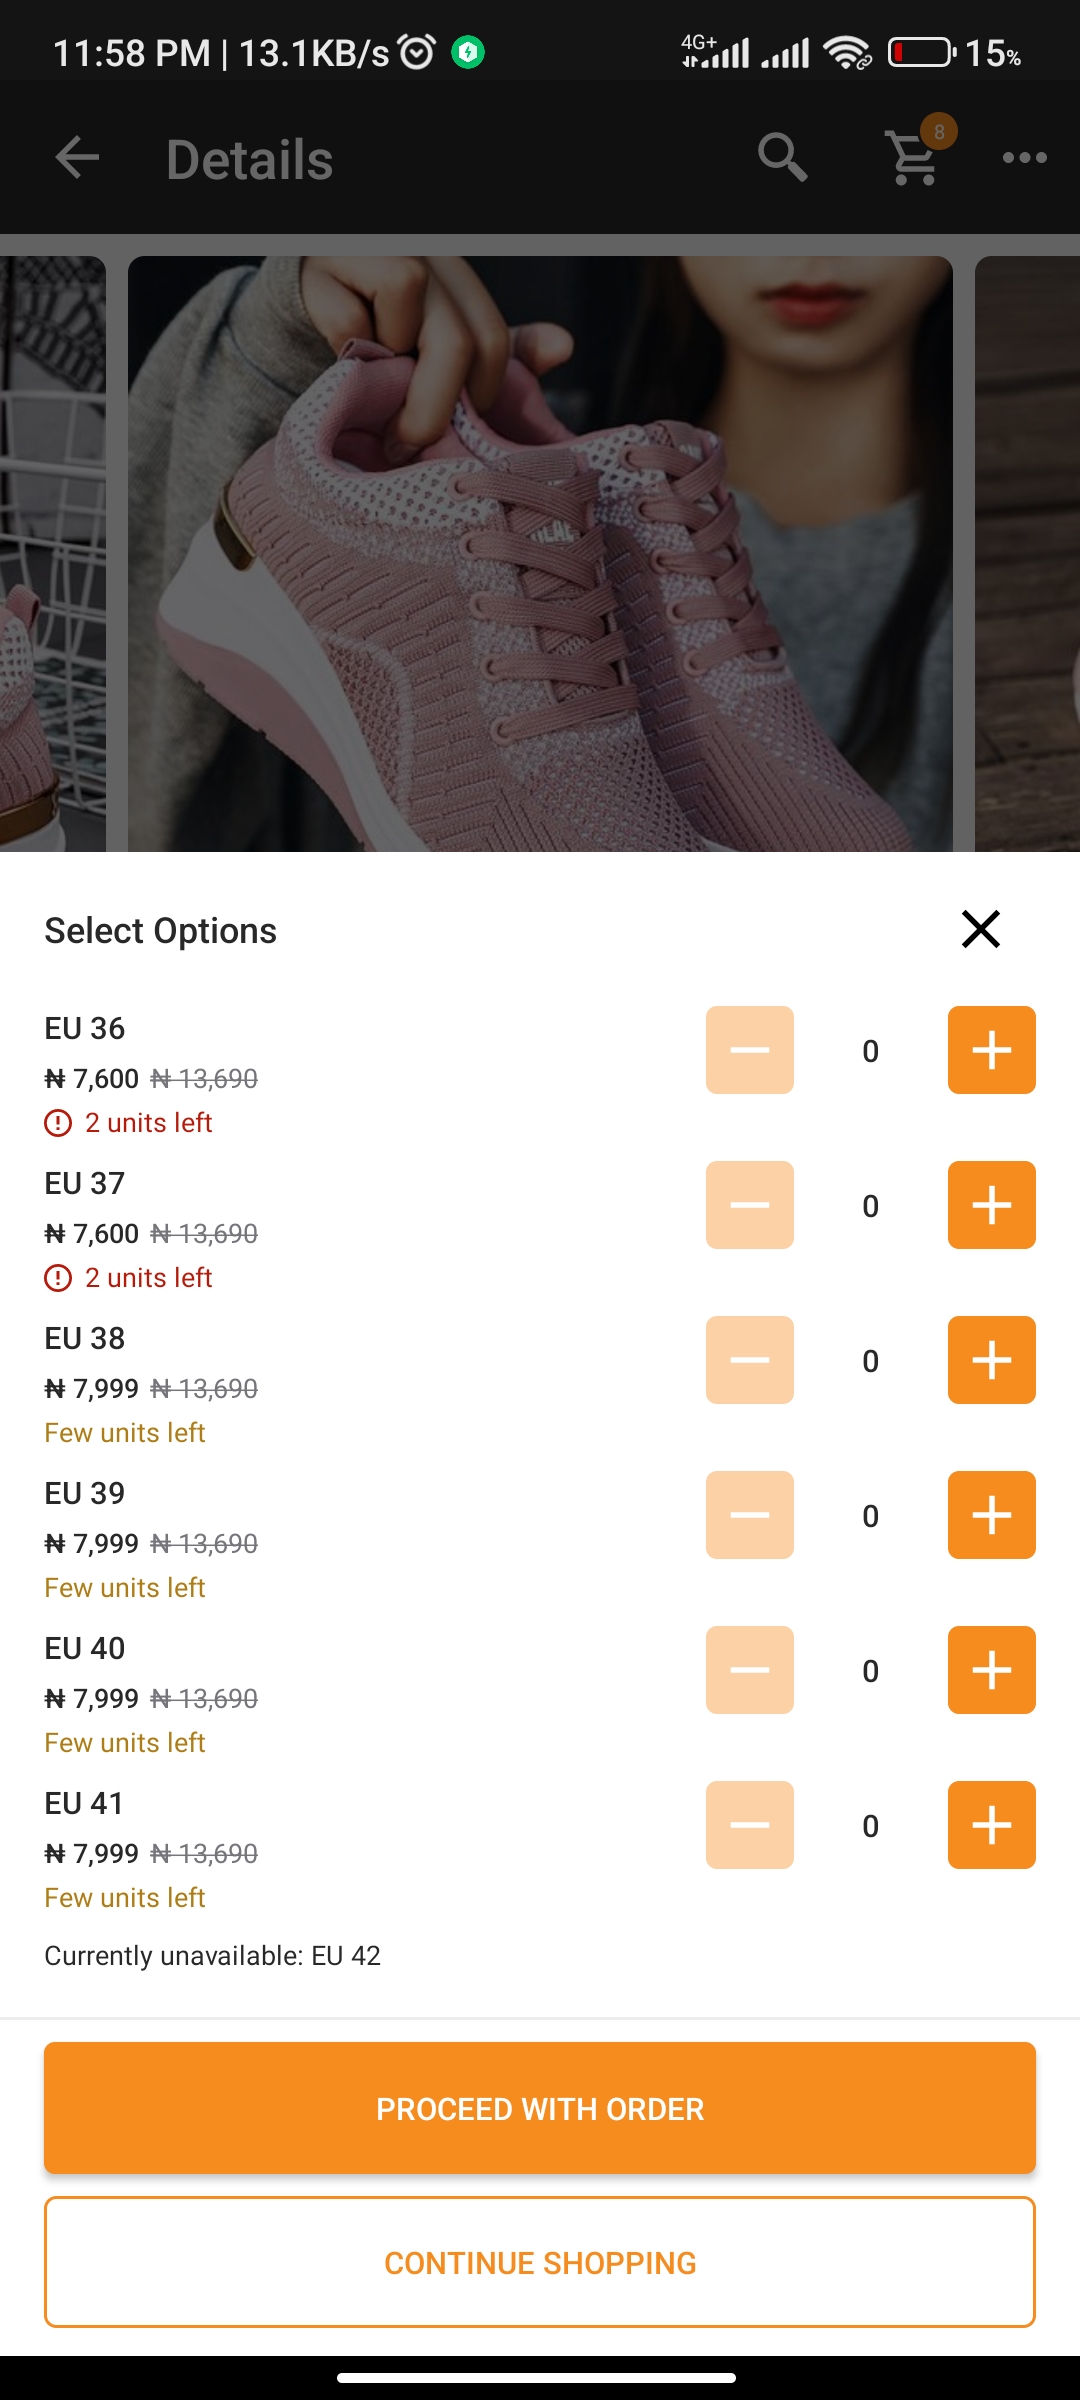 11:58 PM | 13.1KB/s 4G+ 15%
Details 8
Select Options
EU 36
₦ 7,600 ₦ 13,690
0
2 units left
EU 37
₦ 7,600 ₦ 13,690
0
2 units left
EU 38
₦ 7,999 ₦ 13,690
0
Few units left
EU 39
₦ 7,999 ₦ 13,690
0
Few units left
EU 40
₦ 7,999 ₦ 13,690
0
Few units left
EU 41
₦ 7,999 ₦ 13,690
0
Few units left
Currently unavailable: EU 42
PROCEED WITH ORDER
CONTINUE SHOPPING